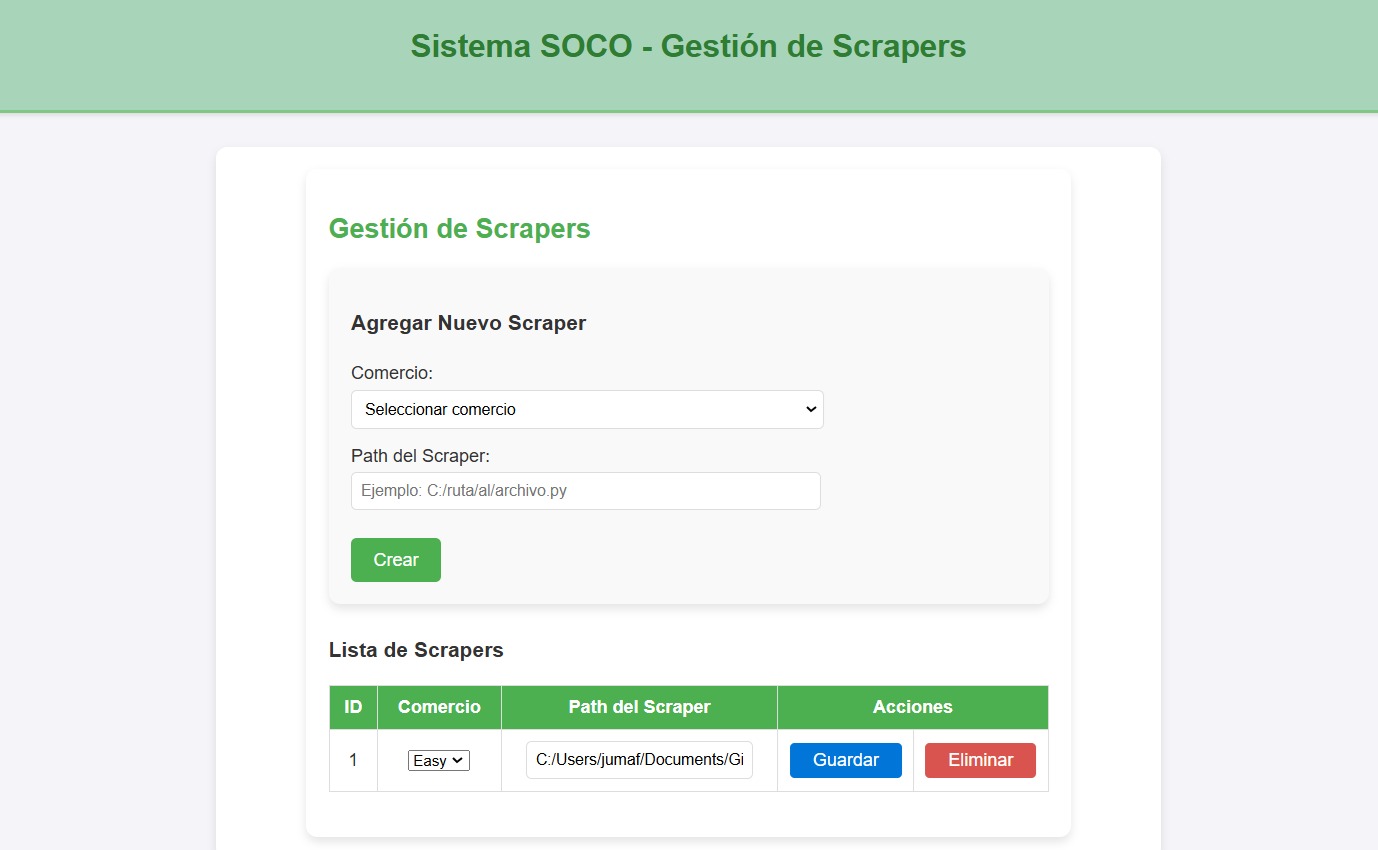 Sistema SOCO - Gestión de Scrapers
Gestión de Scrapers
Agregar Nuevo Scraper
Comercio:
Seleccionar comercio
Path del Scraper:
Ejemplo: C:/ruta/al/archivo.py
Crear
Lista de Scrapers
ID Comercio Path del Scraper Acciones
1 Easy C:/Users/jumaf/Documents/Gi Guardar Eliminar